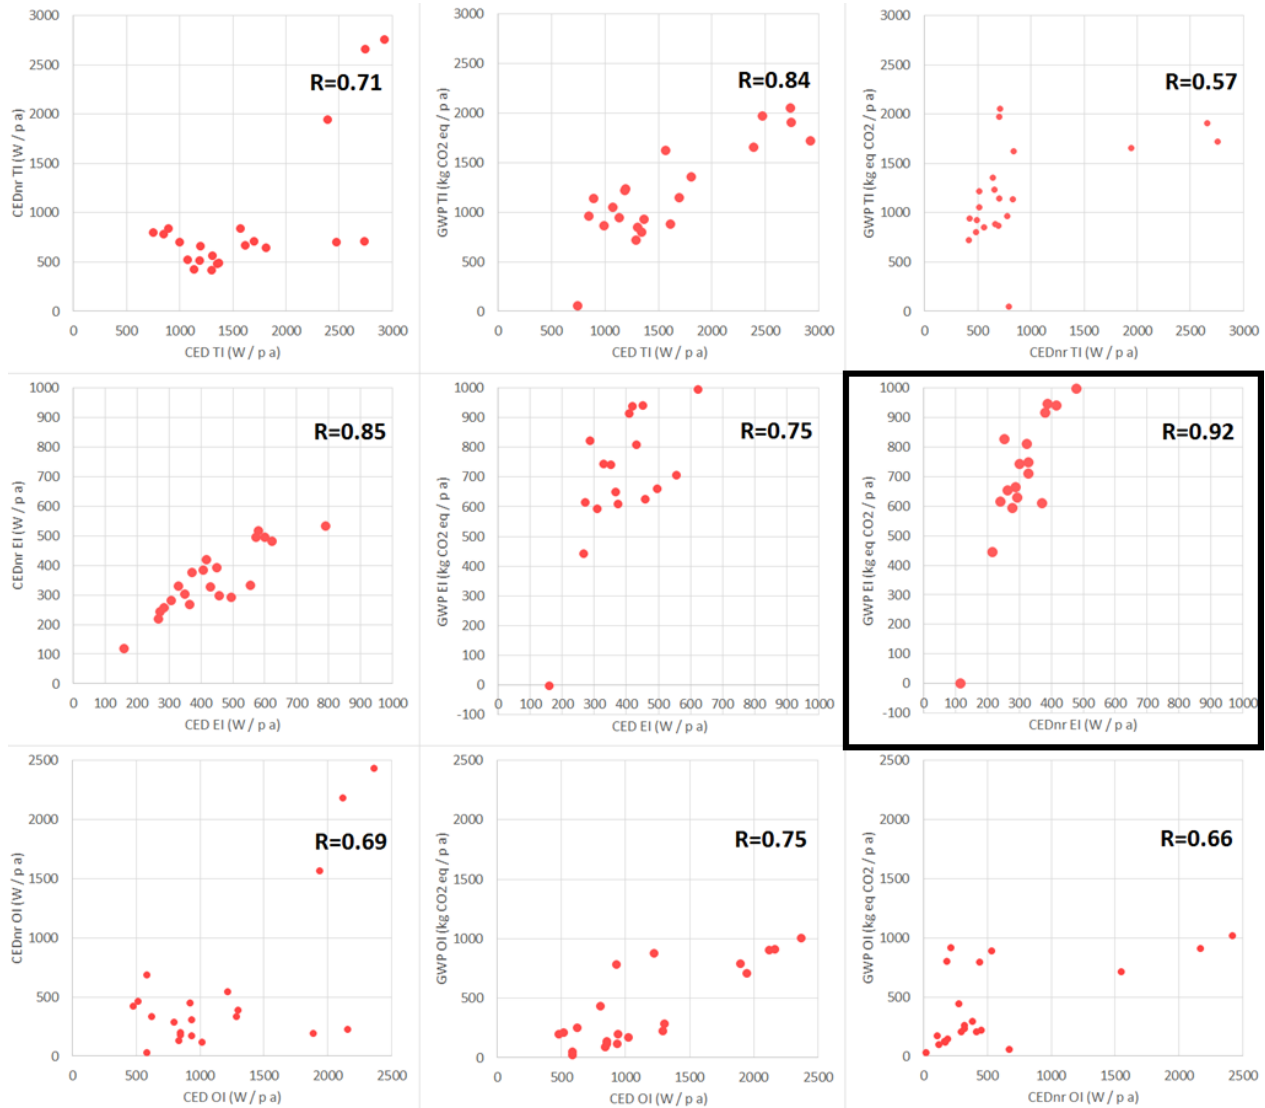 3000
2500
2000
1500
1000
500
0
CEDnr TI (W / p a)
R=0.71
0 500 1000 1500 2000 2500 3000
CED TI (W / p a)
3000
2500
2000
1500
1000
500
0
GWP TI (kg CO2 eq / p a)
R=0.84
0 500 1000 1500 2000 2500 3000
CED TI (W / p a)
3000
2500
2000
1500
1000
500
0
GWP TI (kg eq CO2 / p a)
R=0.57
0 500 1000 1500 2000 2500 3000
CEDnr TI (W / p a)
1000
900
800
700
600
500
400
300
200
100
0
CEDnr EI (W / p a)
R=0.85
0 100 200 300 400 500 600 700 800 900 1000
CED EI (W / p a)
1000
900
800
700
600
500
400
300
200
100
0
-100
GWP EI (kg CO2 eq / p a)
R=0.75
0 100 200 300 400 500 600 700 800 900 1000
CED EI (W / p a)
1000
900
800
700
600
500
400
300
200
100
0
-100
GWP EI (kg eq CO2 / p a)
R=0.92
0 100 200 300 400 500 600 700 800 900 1000
CEDnr EI (W / p a)
2500
2000
1500
1000
500
0
CEDnr OI (W / p a)
R=0.69
0 500 1000 1500 2000 2500
CED OI (W / p a)
2500
2000
1500
1000
500
0
GWP OI (kg CO2 eq / p a)
R=0.75
0 500 1000 1500 2000 2500
CED OI (W / p a)
2500
2000
1500
1000
500
0
GWP OI (kg eq CO2 / p a)
R=0.66
0 500 1000 1500 2000 2500
CEDnr OI (W / p a)